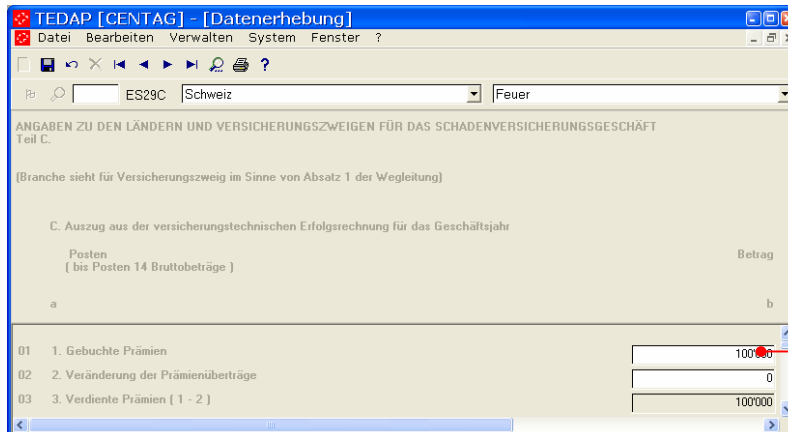 TEDAP [CENTAG] - [Datenerhebung]
Datei Bearbeiten Verwalten System Fenster ?
?
ES29C Schweiz Feuer
ANGABEN ZU DEN LÄNDERN UND VERSICHERUNGSZWEIGEN FÜR DAS SCHADENVERSICHERUNGSGESCHÄFT
Teil C.
(Branche sieht für Versicherungszweig im Sinne von Absatz 1 der Wegleitung)
C. Auszug aus der versicherungstechnischen Erfolgsrechnung für das Geschäftsjahr
Posten Betrag
( bis Posten 14 Bruttobeträge )
a b
01 1. Gebuchte Prämien 100'000
02 2. Veränderung der Prämienüberträge 0
03 3. Verdiente Prämien ( 1 - 2 ) 100'000